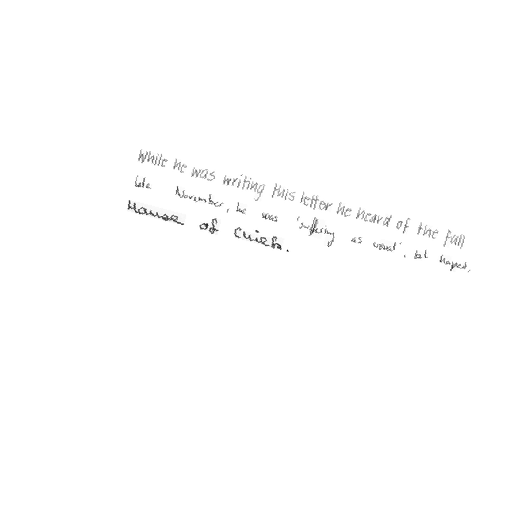 While he was writing this letter he heard of the fall
late November, he was 'suffering as usual', but hoped,
House of Chiefs.